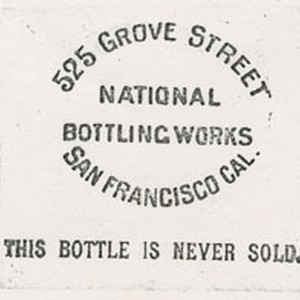 525 GROVE STREET
NATIONAL
BOTTLING WORKS
SAN FRANCISCO CAL.
THIS BOTTLE IS NEVER SOLD.